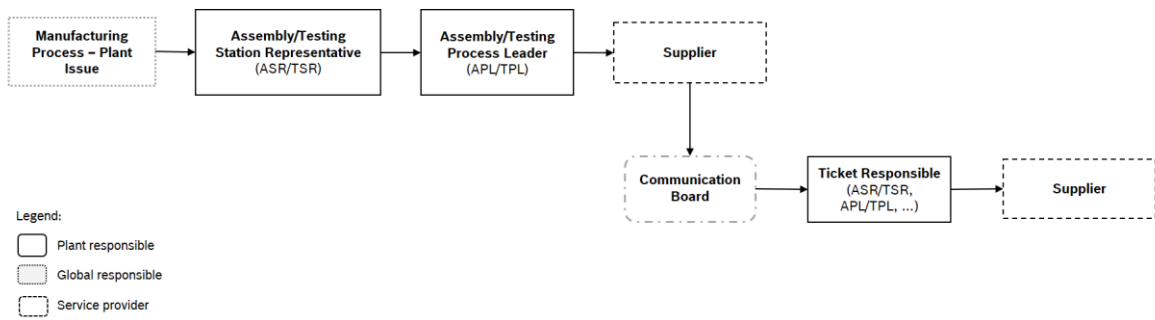 Manufacturing
Process – Plant
Issue
Assembly/Testing
Station Representative
(ASR/TSR)
Assembly/Testing
Process Leader
(APL/TPL)
Supplier
Communication
Board
Ticket Responsible
(ASR/TSR,
APL/TPL, ...)
Supplier
Legend:
Plant responsible
Global responsible
Service provider